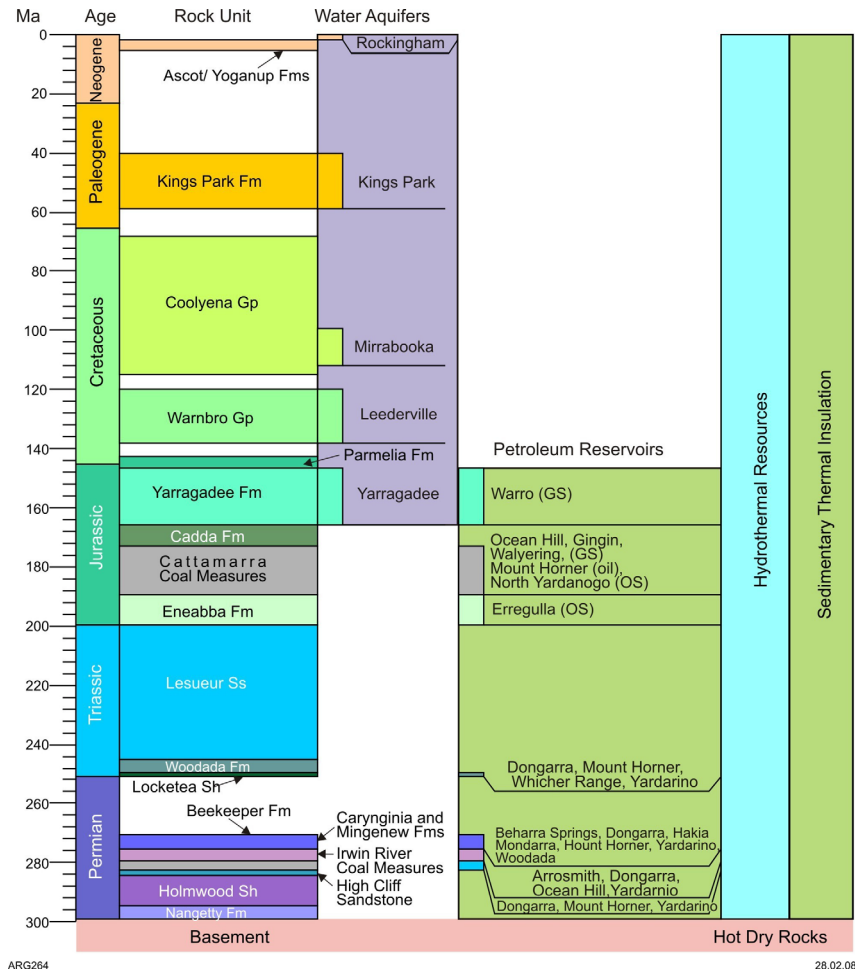 Ma
Age
Rock Unit
Water Aquifers
0
20
40
60
80
100
120
140
160
180
200
220
240
260
280
300
Neogene
Paleogene
Cretaceous
Jurassic
Triassic
Permian
Ascot/ Yoganup Fms
Kings Park Fm
Coolyena Gp
Warnbro Gp
Parmelia Fm
Yarragadee Fm
Cadda Fm
Cattamarra
Coal Measures
Eneabba Fm
Lesueur Ss
Woodada Fm
Locketea Sh
Beekeeper Fm
Carynginia and
Mingenew Fms
Irwin River
Coal Measures
High Cliff
Sandstone
Holmwood Sh
Nangetty Fm
Basement
Rockingham
Kings Park
Mirrabooka
Leederville
Yarragadee
Petroleum Reservoirs
Warro (GS)
Ocean Hill, Gingin,
Walyering, (GS)
Mount Horner (oil),
North Yardanogo (OS)
Erregulla (OS)
Dongarra, Mount Horner,
Whicher Range, Yardarino
Beharra Springs, Dongarra, Hakia
Mondarra, Hount Horner, Yardarino,
Woodada
Arrosmith, Dongarra,
Ocean Hill,Yardarnio
Dongarra, Mount Horner, Yardarino
Hydrothermal Resources
Sedimentary Thermal Insulation
Hot Dry Rocks
ARG264
28.02.08